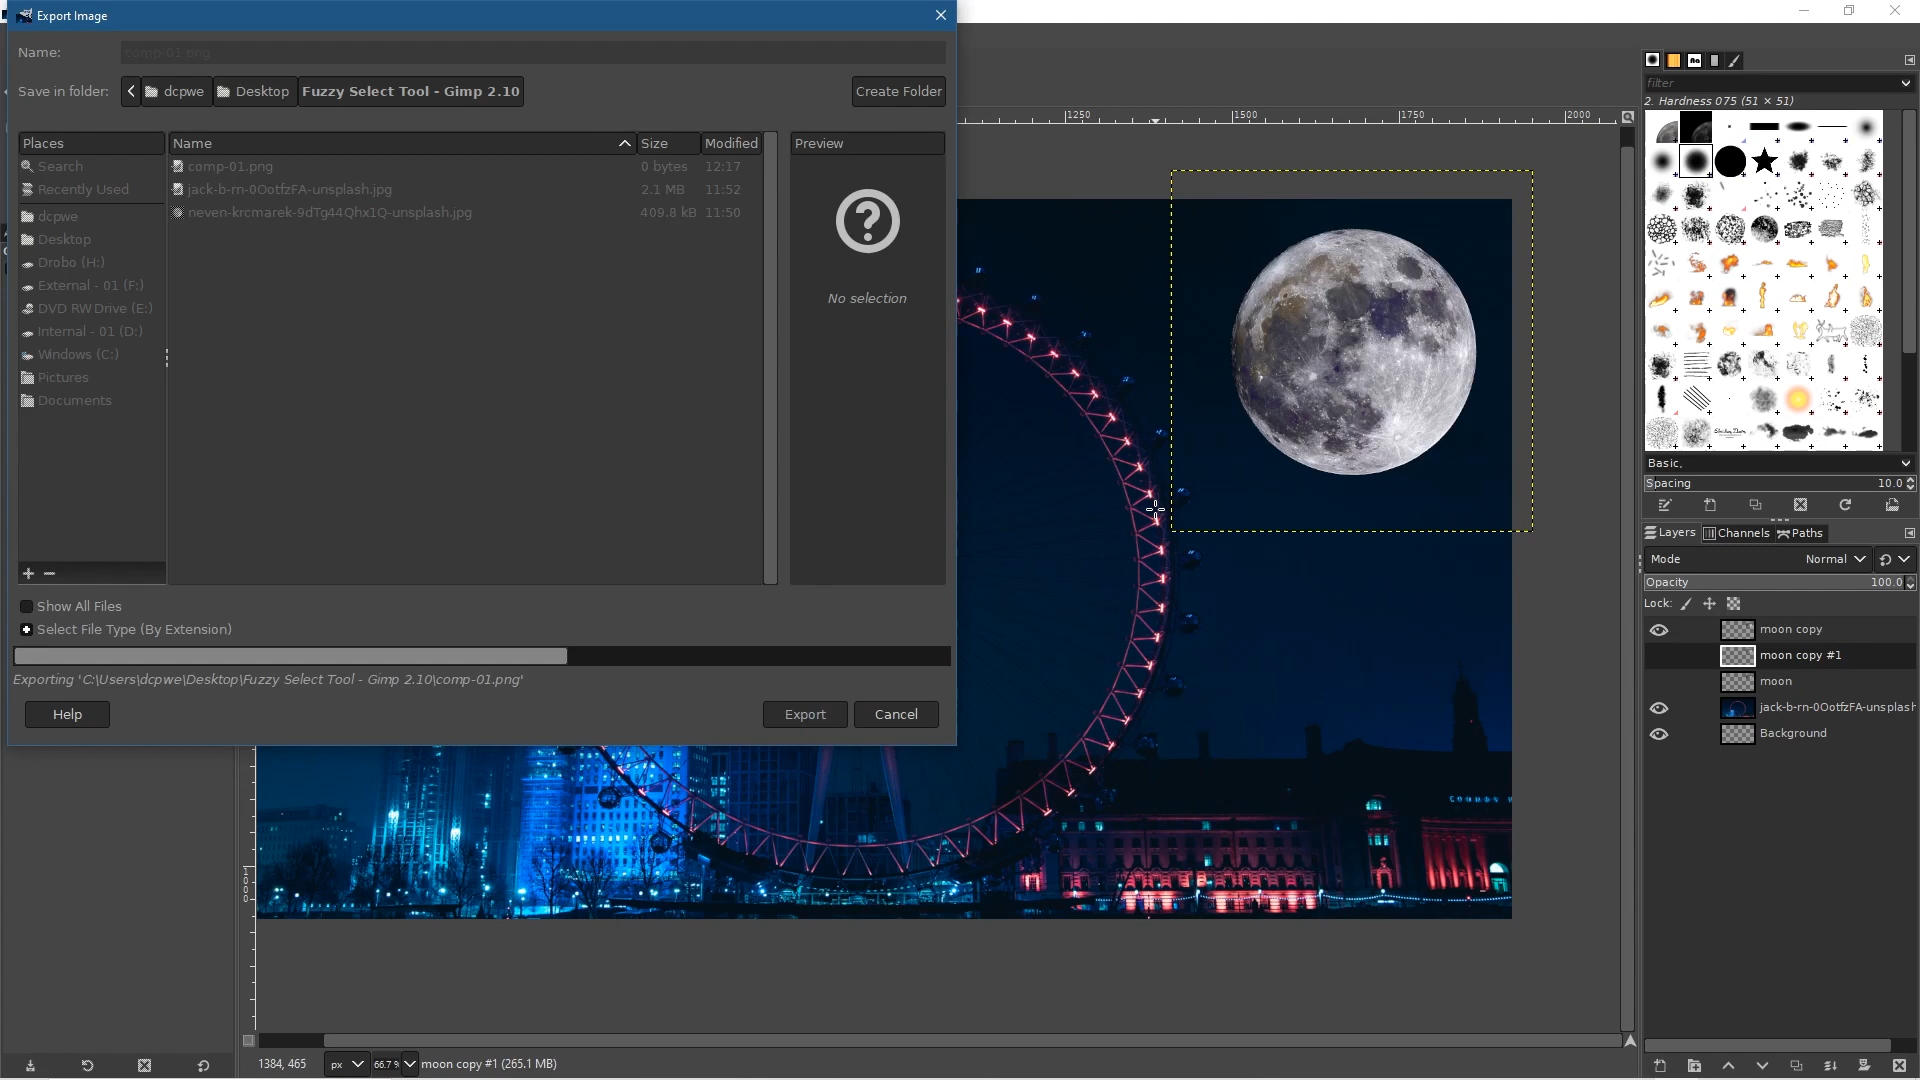 Export Image
Name:
comp-01.png
Save in folder:
dcpwe
Desktop
Fuzzy Select Tool - Gimp 2.10
Create Folder
Places
Search
Recently Used
dcpwe
Desktop
Drobo (H:)
External - 01 (F:)
DVD RW Drive (E:)
Internal - 01 (D:)
Windows (C:)
Pictures
Documents
Name Size Modified
comp-01.png 0 bytes 12:17
jack-b-rn-0OotfzFA-unsplash.jpg 2.1 MB 11:52
neven-krcmarek-9dTg44Qhx1Q-unsplash.jpg 409.8 kB 11:50
Preview
?
No selection
Show All Files
Select File Type (By Extension)
Exporting 'C:\Users\dcpwe\Desktop\Fuzzy Select Tool - Gimp 2.10\comp-01.png'
Help
Export
Cancel
1250
1500
1750
2000
1000
filter
2. Hardness 075 (51 × 51)
Basic,
Spacing 10.0
Layers
Channels
Paths
Mode Normal
Opacity 100.0
Lock:
moon copy
moon copy #1
moon
jack-b-rn-0OotfzFA-unsplash
Background
1384, 465
px
66.7 %
moon copy #1 (265.1 MB)